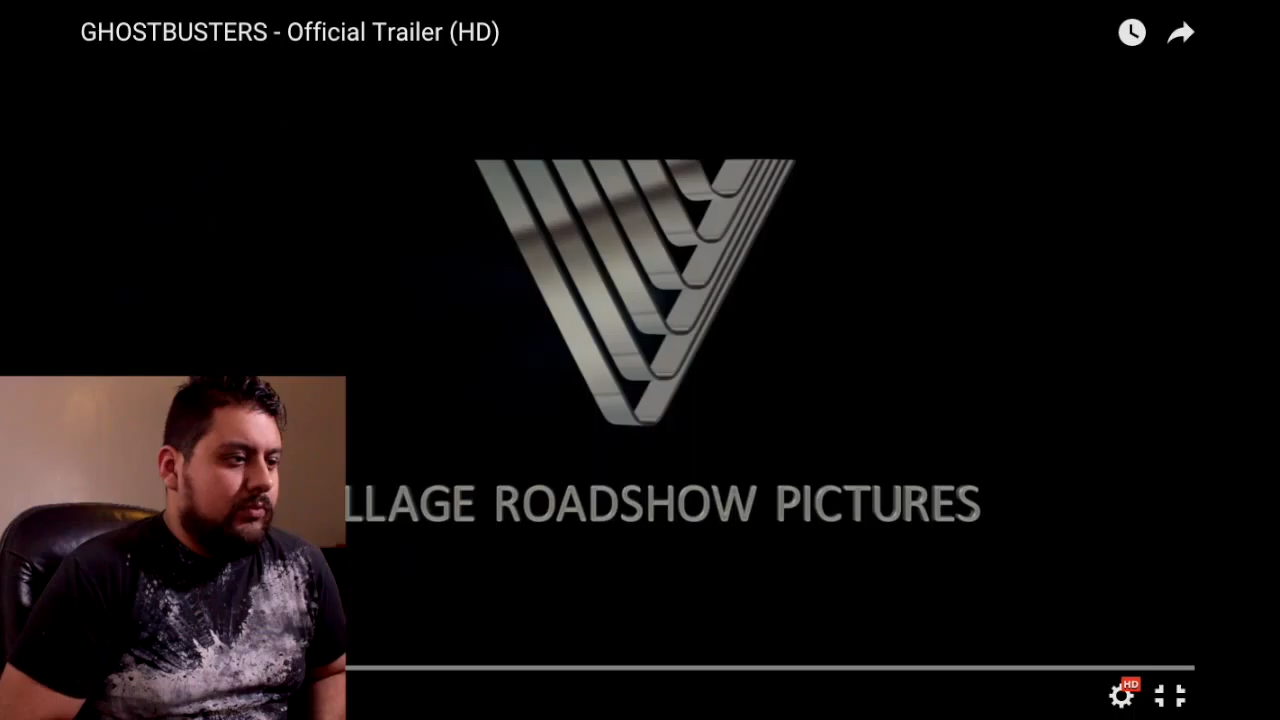 GHOSTBUSTERS - Official Trailer (HD)
LLAGE ROADSHOW PICTURES
HD